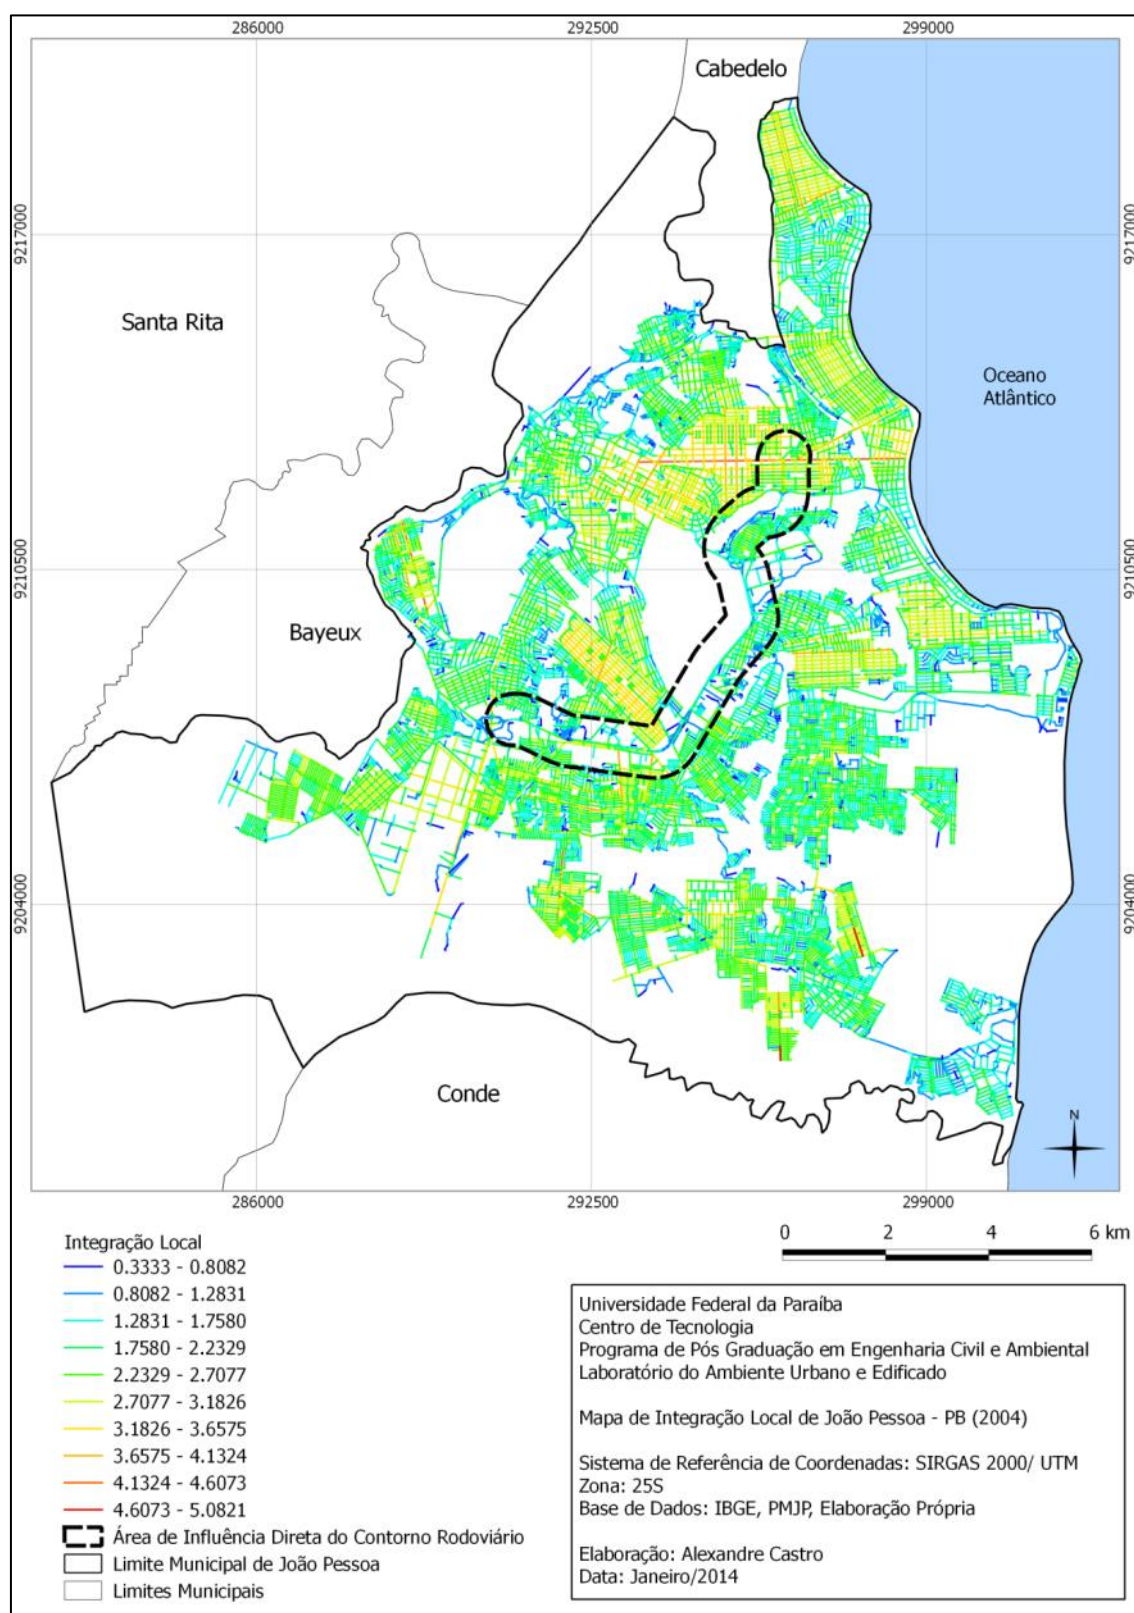 286000
292500
299000
Cabedelo
9217000
9217000
Santa Rita
Oceano
Atlântico
9210500
9210500
Bayeux
9204000
9204000
Conde
N
286000
292500
299000
Integração Local
0.3333 - 0.8082
0.8082 - 1.2831
1.2831 - 1.7580
1.7580 - 2.2329
2.2329 - 2.7077
2.7077 - 3.1826
3.1826 - 3.6575
3.6575 - 4.1324
4.1324 - 4.6073
4.6073 - 5.0821
Área de Influência Direta do Contorno Rodoviário
Limite Municipal de João Pessoa
Limites Municipais
0 2 4 6 km
Universidade Federal da Paraíba
Centro de Tecnologia
Programa de Pós Graduação em Engenharia Civil e Ambiental
Laboratório do Ambiente Urbano e Edificado
Mapa de Integração Local de João Pessoa - PB (2004)
Sistema de Referência de Coordenadas: SIRGAS 2000/ UTM
Zona: 25S
Base de Dados: IBGE, PMJP, Elaboração Própria
Elaboração: Alexandre Castro
Data: Janeiro/2014